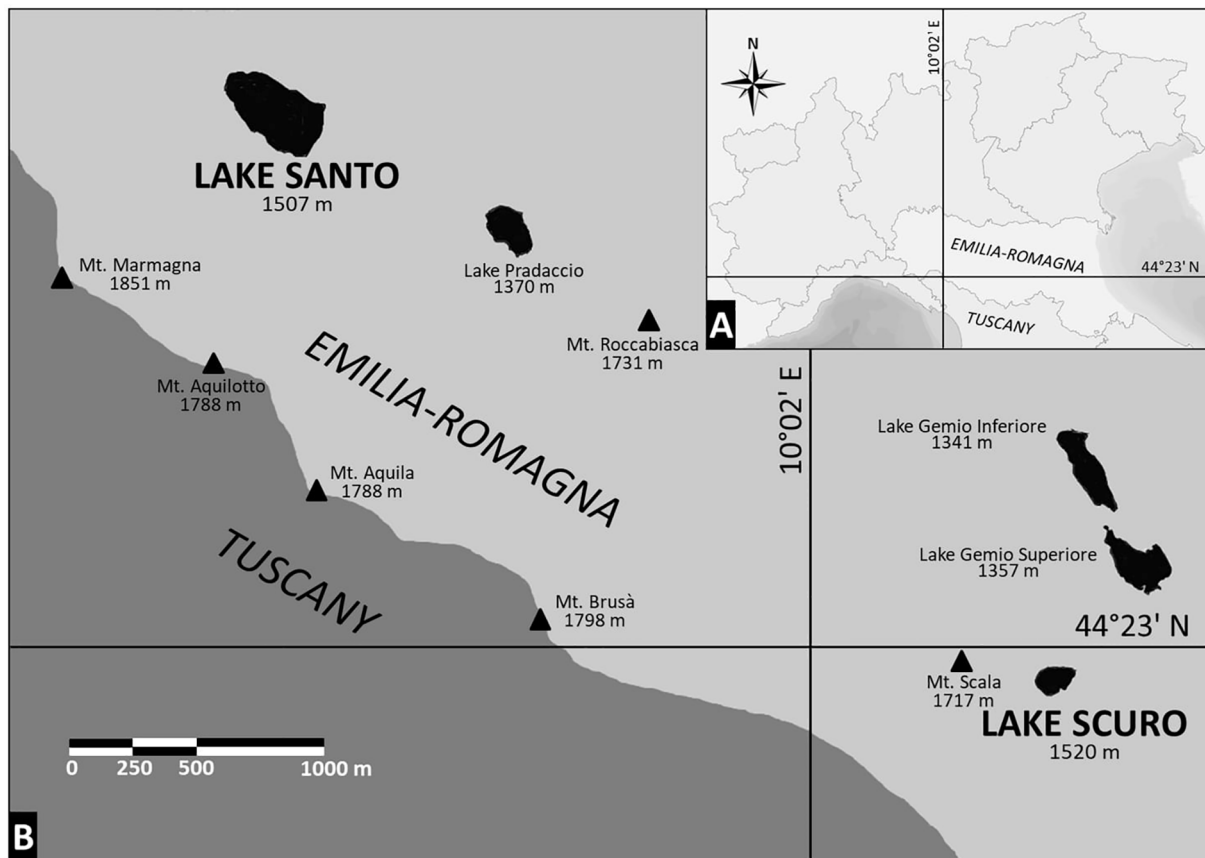 LAKE SANTO
1507 m
Mt. Marmagna
1851 m
Lake Pradaccio
1370 m
Mt. Roccabiasca
1731 m
Mt. Aquilotto
1788 m
EMILIA-ROMAGNA
Mt. Aquila
1788 m
TUSCANY
Mt. Brusà
1798 m
0 250 500 1000 m
B
N
10°02' E
EMILIA-ROMAGNA
44°23' N
TUSCANY
A
10°02' E
Lake Gemio Inferiore
1341 m
Lake Gemio Superiore
1357 m
44°23' N
Mt. Scala
1717 m
LAKE SCURO
1520 m